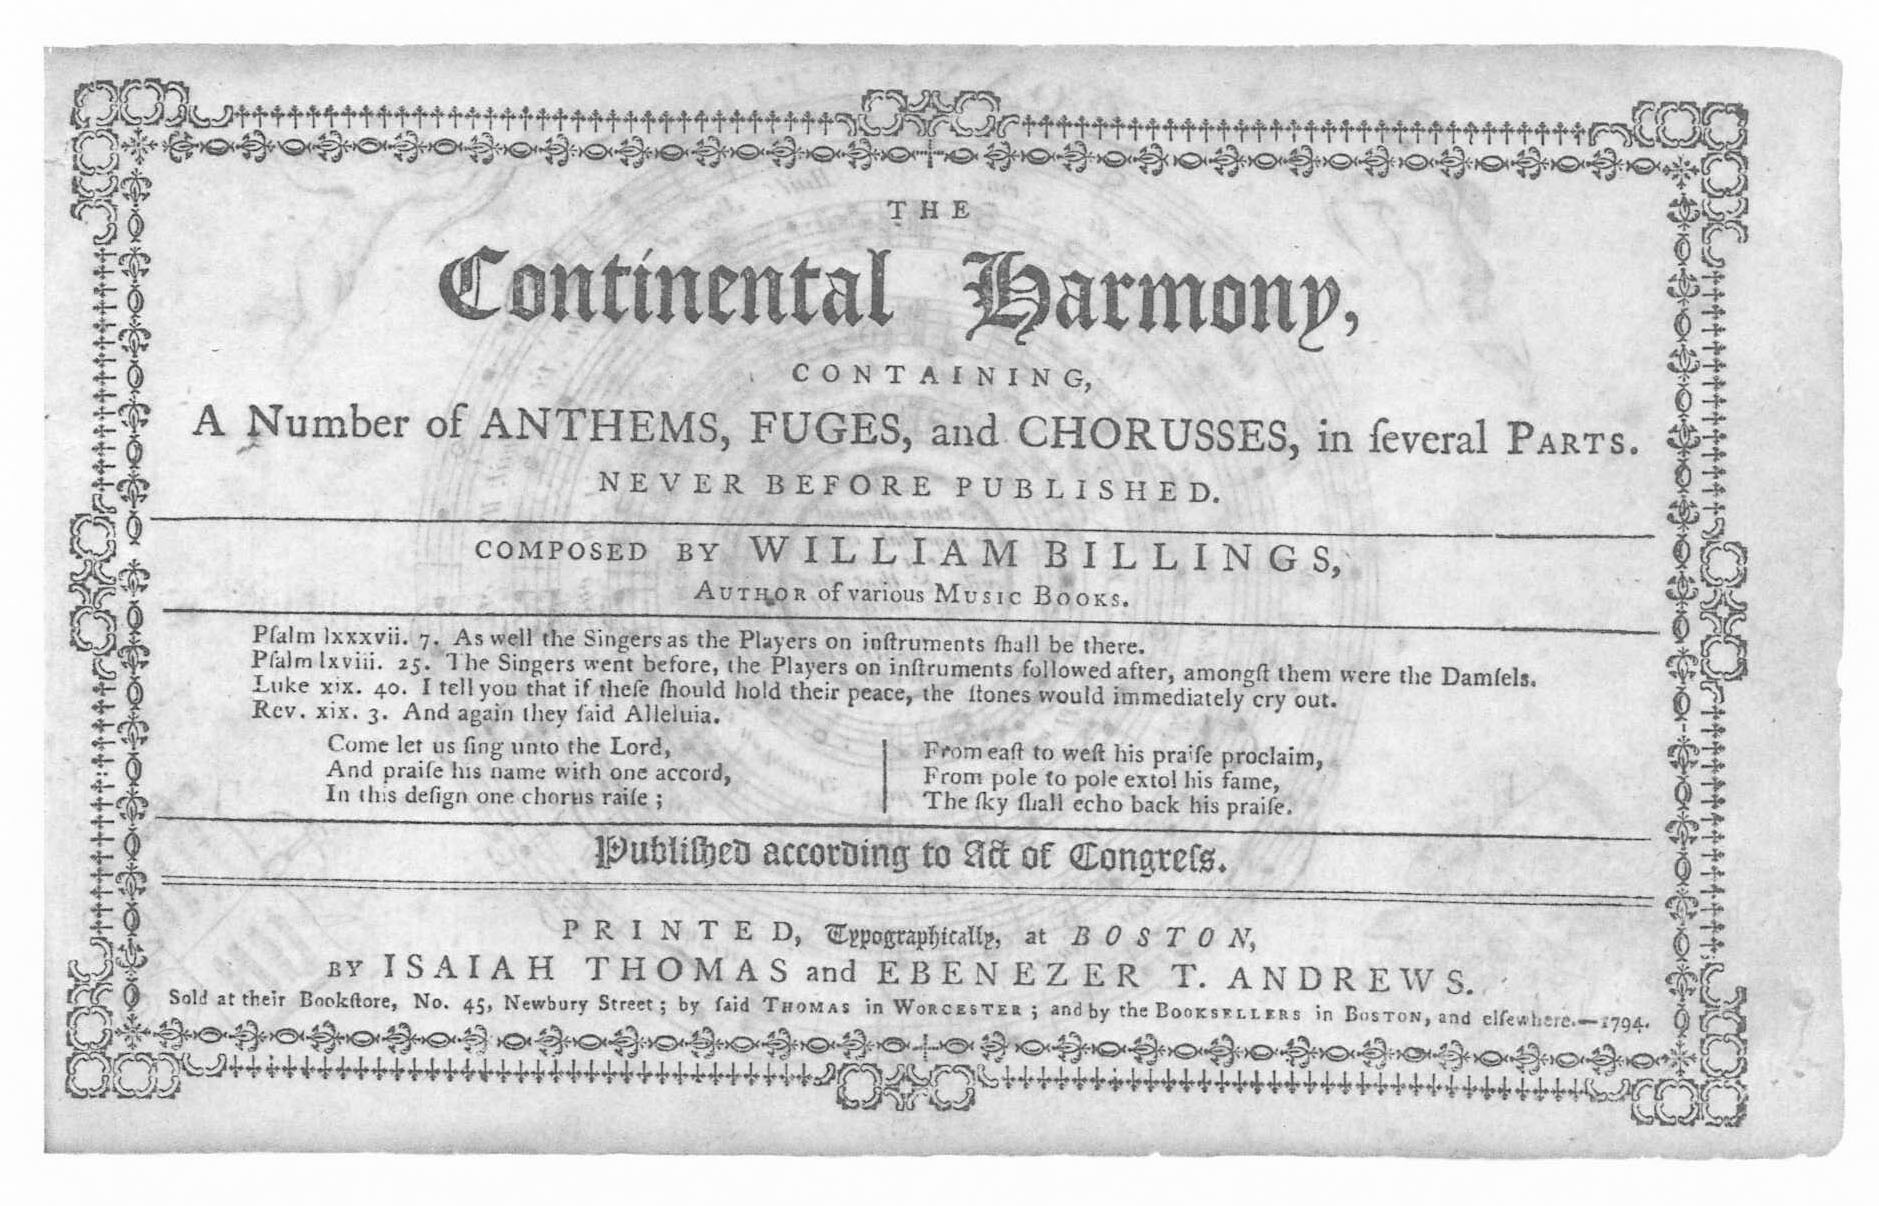 THE
Continental Harmony,
CONTAINING,
A Number of ANTHEMS, FUGES, and CHORUSSES, in ſeveral PARTS.
NEVER BEFORE PUBLISHED.
COMPOSED BY WILLIAM BILLINGS,
AUTHOR of various MUSIC BOOKS.
Pſalm lxxxvii. 7. As well the Singers as the Players on inſtruments ſhall be there.
Pſalm lxviii. 25. The Singers went before, the Players on inſtruments followed after, amongſt them were the Damſels.
Luke xix. 40. I tell you that if theſe ſhould hold their peace, the ſtones would immediately cry out.
Rev. xix. 3. And again they ſaid Alleluia.
Come let us ſing unto the Lord,
And praiſe his name with one accord,
In this deſign one chorus raiſe ;
From eaſt to weſt his praiſe proclaim,
From pole to pole extol his fame,
The ſky ſhall echo back his praiſe.
Publiſhed according to Act of Congreſs.
PRINTED, Typographically, at BOSTON,
BY ISAIAH THOMAS and EBENEZER T. ANDREWS.
Sold at their Bookſtore, No. 45, Newbury Street ; by ſaid THOMAS in WORCESTER ; and by the BOOKSELLERS in BOSTON, and elſewhere.—1794.